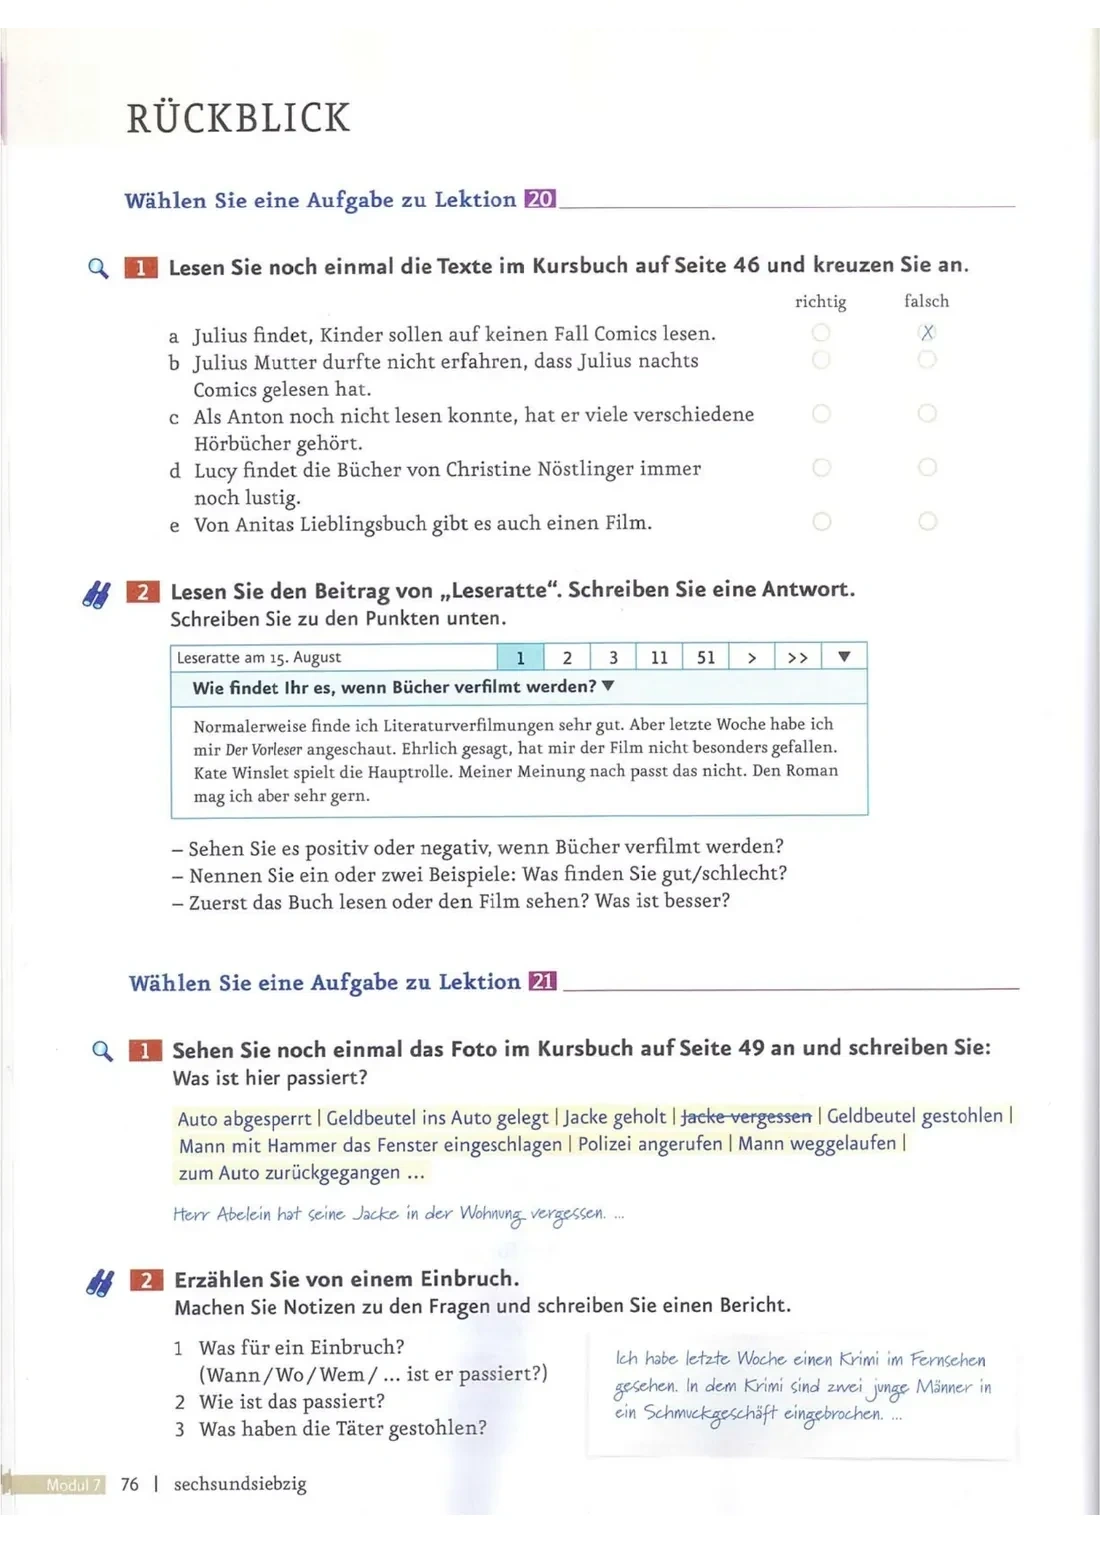 RÜCKBLICK
Wählen Sie eine Aufgabe zu Lektion 20
1 Lesen Sie noch einmal die Texte im Kursbuch auf Seite 46 und kreuzen Sie an.
richtig falsch
a Julius findet, Kinder sollen auf keinen Fall Comics lesen. X
b Julius Mutter durfte nicht erfahren, dass Julius nachts
Comics gelesen hat.
c Als Anton noch nicht lesen konnte, hat er viele verschiedene
Hörbücher gehört.
d Lucy findet die Bücher von Christine Nöstlinger immer
noch lustig.
e Von Anitas Lieblingsbuch gibt es auch einen Film.
2 Lesen Sie den Beitrag von „Leseratte“. Schreiben Sie eine Antwort.
Schreiben Sie zu den Punkten unten.
Leseratte am 15. August 1 2 3 11 51 > >> ▼
Wie findet Ihr es, wenn Bücher verfilmt werden? ▼
Normalerweise finde ich Literaturverfilmungen sehr gut. Aber letzte Woche habe ich
mir Der Vorleser angeschaut. Ehrlich gesagt, hat mir der Film nicht besonders gefallen.
Kate Winslet spielt die Hauptrolle. Meiner Meinung nach passt das nicht. Den Roman
mag ich aber sehr gern.
– Sehen Sie es positiv oder negativ, wenn Bücher verfilmt werden?
– Nennen Sie ein oder zwei Beispiele: Was finden Sie gut/schlecht?
– Zuerst das Buch lesen oder den Film sehen? Was ist besser?
Wählen Sie eine Aufgabe zu Lektion 21
1 Sehen Sie noch einmal das Foto im Kursbuch auf Seite 49 an und schreiben Sie:
Was ist hier passiert?
Auto abgesperrt | Geldbeutel ins Auto gelegt | Jacke geholt | Jacke vergessen | Geldbeutel gestohlen |
Mann mit Hammer das Fenster eingeschlagen | Polizei angerufen | Mann weggelaufen |
zum Auto zurückgegangen ...
Herr Abelein hat seine Jacke in der Wohnung vergessen. ...
2 Erzählen Sie von einem Einbruch.
Machen Sie Notizen zu den Fragen und schreiben Sie einen Bericht.
1 Was für ein Einbruch?
(Wann/Wo/Wem/... ist er passiert?)
2 Wie ist das passiert?
3 Was haben die Täter gestohlen?
Ich habe letzte Woche einen Krimi im Fernsehen
gesehen. In dem Krimi sind zwei junge Männer in
ein Schmuckgeschäft eingebrochen. ...
Modul 7 76 | sechsundsiebzig